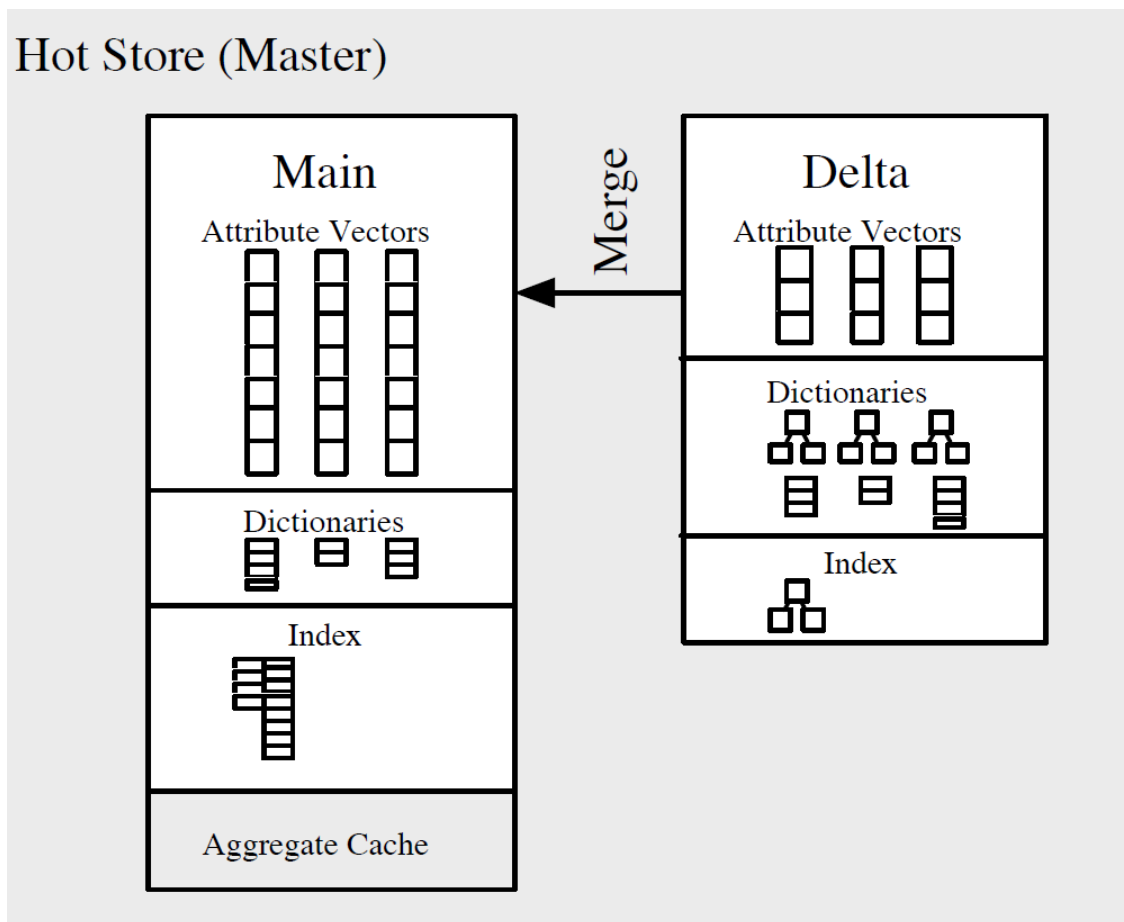 Hot Store (Master)
Main
Attribute Vectors
Dictionaries
Index
Aggregate Cache
Merge
Delta
Attribute Vectors
Dictionaries
Index